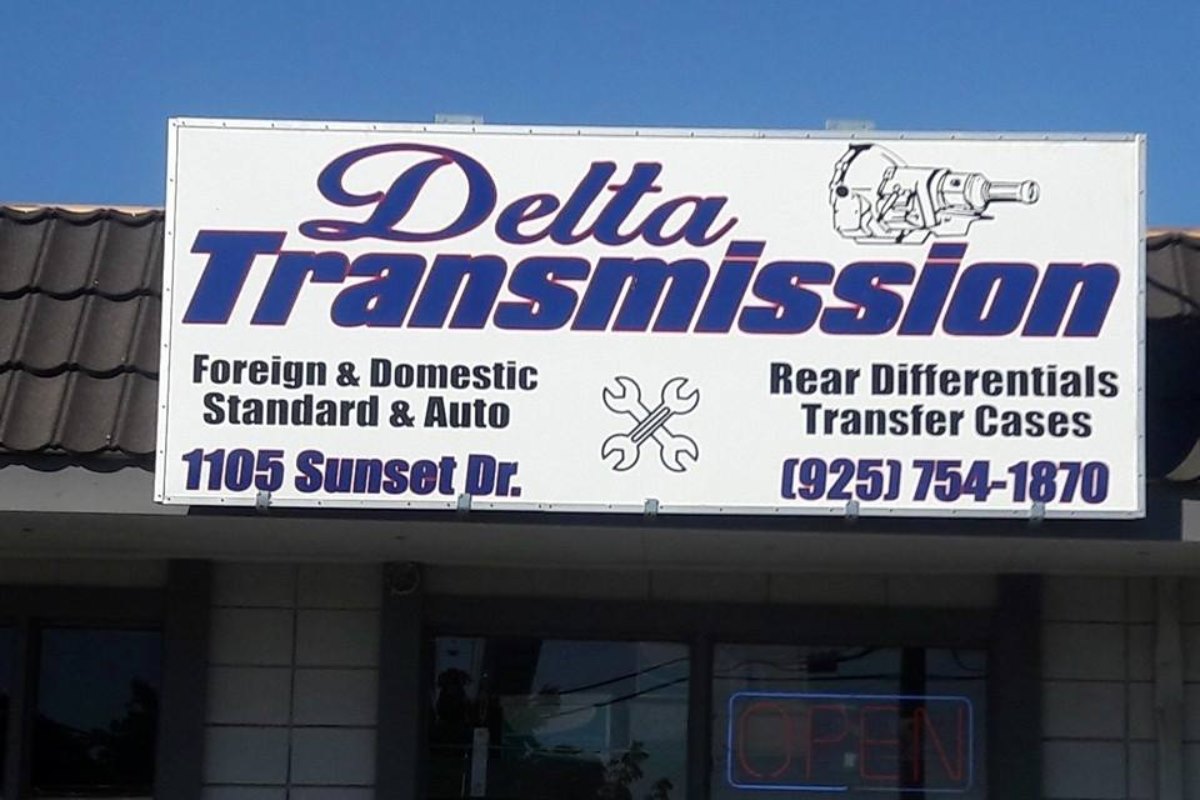 Delta
Transmission
Foreign & Domestic
Standard & Auto
1105 Sunset Dr.
Rear Differentials
Transfer Cases
(925) 754-1870
OPEN